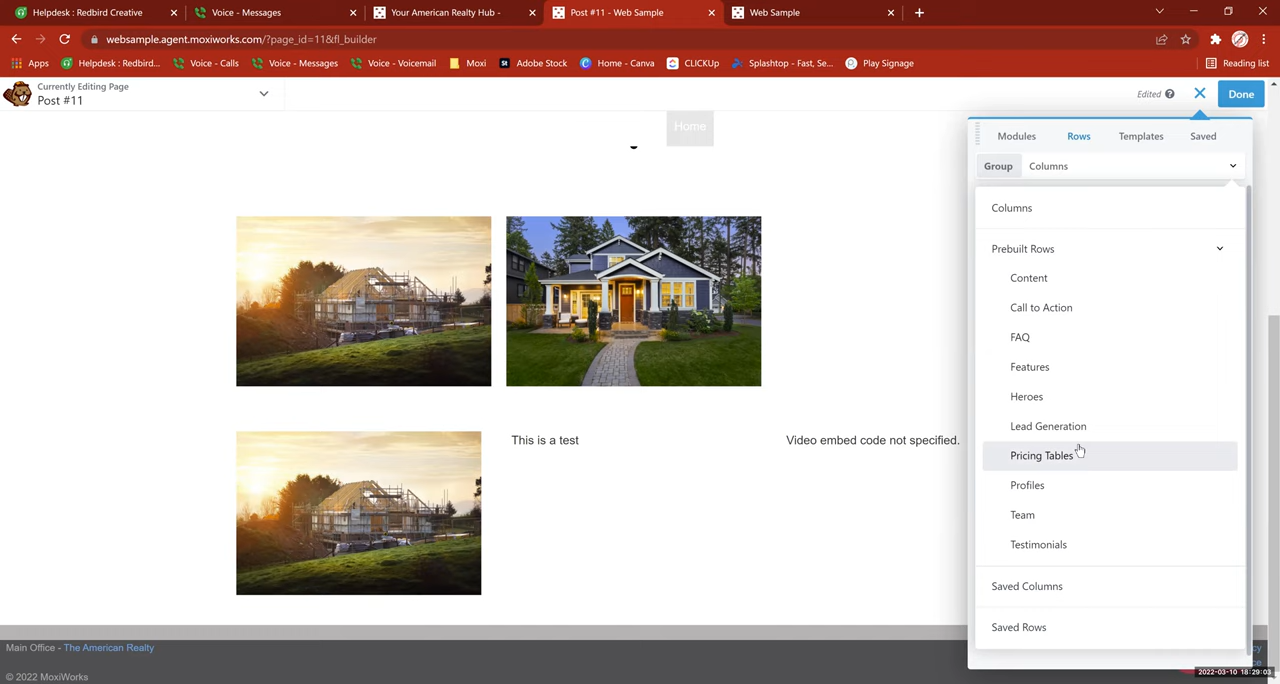 Helpdesk : Redbird Creative
Voice - Messages
Your American Realty Hub -
Post #11 - Web Sample
Web Sample
websample.agent.moxiworks.com/?page_id=11&fl_builder
Apps
Helpdesk : Redbird...
Voice - Calls
Voice - Messages
Voice - Voicemail
Moxi
St
Adobe Stock
Home - Canva
CLICKUp
Splashtop - Fast, Se...
Play Signage
Reading list
Currently Editing Page
Post #11
Edited
Done
Home
Modules
Rows
Templates
Saved
Group
Columns
Columns
Prebuilt Rows
Content
Call to Action
FAQ
Features
Heroes
Lead Generation
Pricing Tables
Profiles
Team
Testimonials
Saved Columns
Saved Rows
This is a test
Video embed code not specified.
Main Office - The American Realty
© 2022 MoxiWorks
2022-03-10 18:29:03